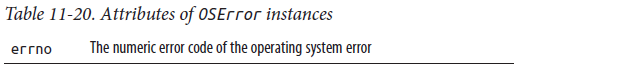 Table 11-20. Attributes of OSError instances
errno The numeric error code of the operating system error